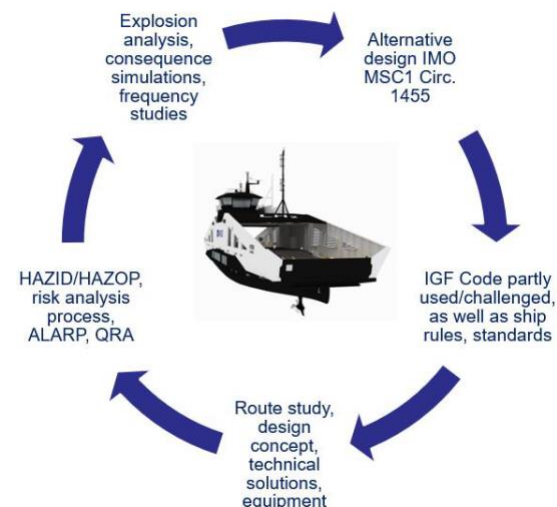 Explosion
analysis,
consequence
simulations,
frequency
studies
Alternative
design IMO
MSC1 Circ.
1455
IGF Code partly
used/challenged,
as well as ship
rules, standards
Route study,
design
concept,
technical
solutions,
equipment
HAZID/HAZOP,
risk analysis
process,
ALARP, QRA